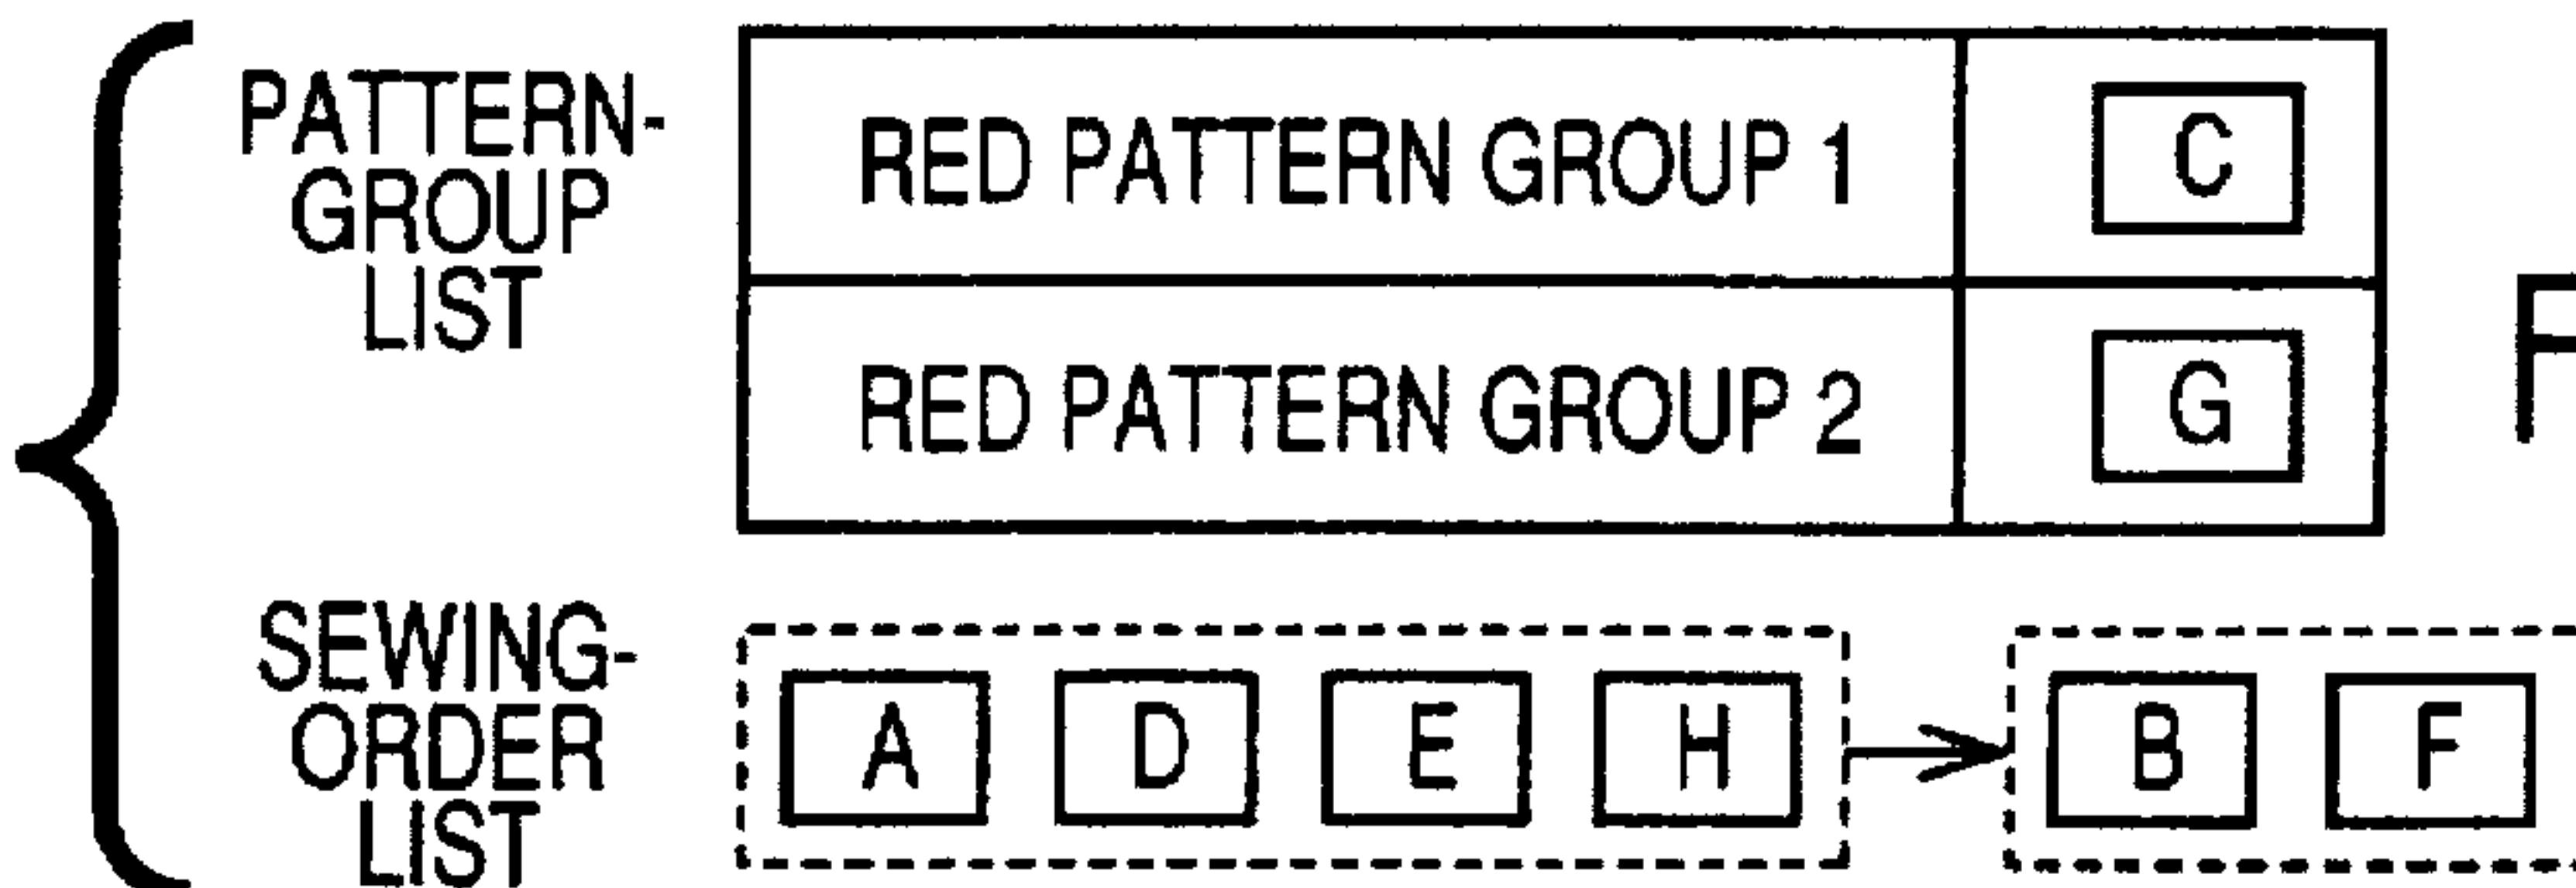 PATTERN-
GROUP
LIST
RED PATTERN GROUP 1 C
RED PATTERN GROUP 2 G
SEWING-
ORDER
LIST
A D E H B F